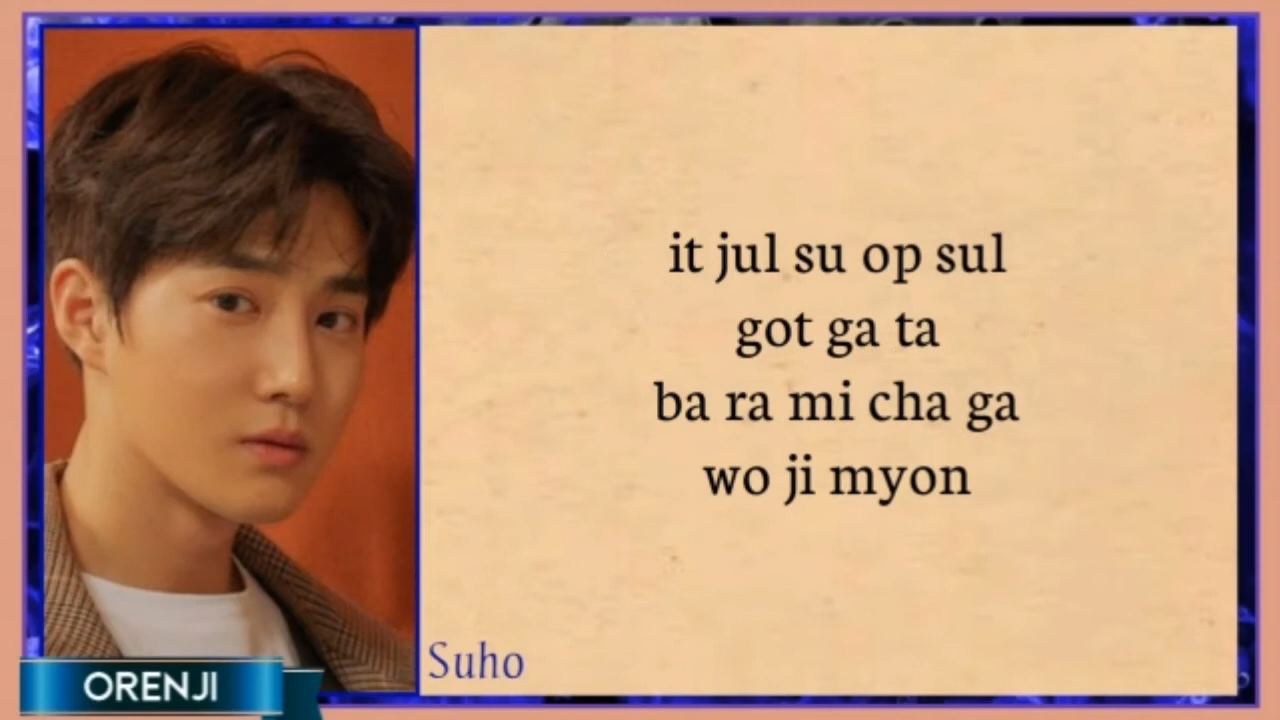 it jul su op sul
got ga ta
ba ra mi cha ga
wo ji myon
Suho
ORENJI